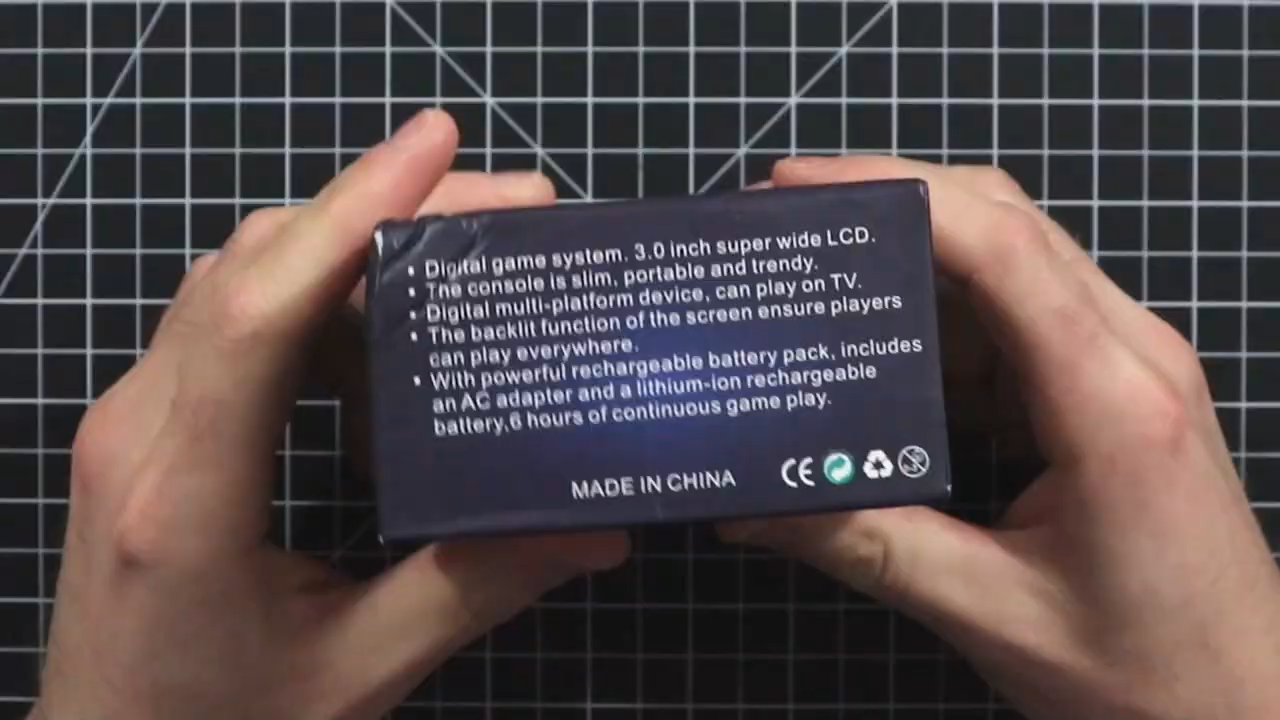 • Digital game system. 3.0 inch super wide LCD.
• The console is slim, portable and trendy.
• Digital multi-platform device, can play on TV.
• The backlit function of the screen ensure players
can play everywhere.
• With powerful rechargeable battery pack, includes
an AC adapter and a lithium-ion rechargeable
battery,6 hours of continuous game play.
MADE IN CHINA CE